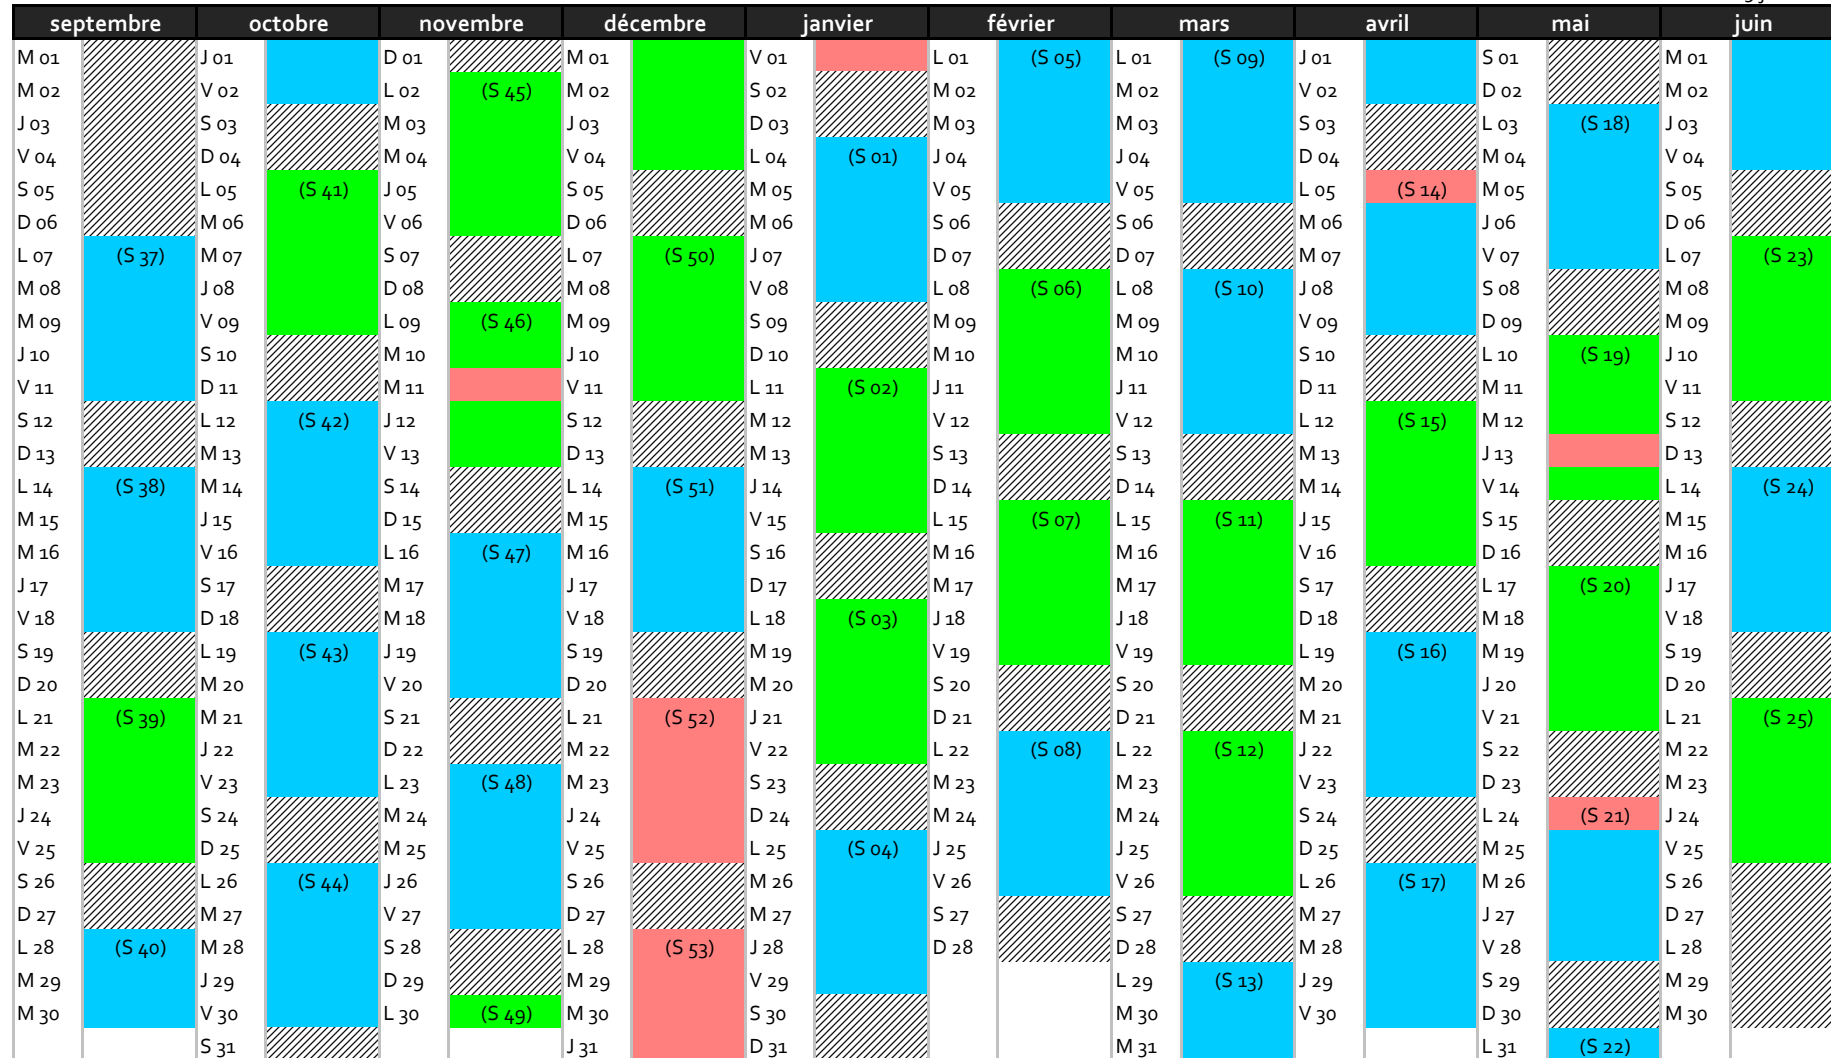 septembre octobre novembre décembre janvier février mars avril mai juin
M 01 J 01 D 01 M 01 V 01 L 01 (S 05) L 01 (S 09) J 01 S 01 M 01
M 02 V 02 L 02 (S 45) M 02 S 02 M 02 M 02 V 02 D 02 M 02
J 03 S 03 M 03 J 03 D 03 M 03 M 03 S 03 L 03 (S 18) J 03
V 04 D 04 M 04 V 04 L 04 (S 01) J 04 J 04 D 04 M 04 V 04
S 05 L 05 (S 41) J 05 S 05 M 05 V 05 V 05 L 05 (S 14) M 05 S 05
D 06 M 06 V 06 D 06 M 06 S 06 S 06 M 06 J 06 D 06
L 07 (S 37) M 07 S 07 L 07 (S 50) J 07 D 07 D 07 M 07 V 07 L 07 (S 23)
M 08 J 08 D 08 M 08 V 08 L 08 (S 06) L 08 (S 10) J 08 S 08 M 08
M 09 V 09 L 09 (S 46) M 09 S 09 M 09 M 09 V 09 D 09 M 09
J 10 S 10 M 10 J 10 D 10 M 10 M 10 S 10 L 10 (S 19) J 10
V 11 D 11 M 11 V 11 L 11 (S 02) J 11 J 11 D 11 M 11 V 11
S 12 L 12 (S 42) J 12 S 12 M 12 V 12 V 12 L 12 (S 15) M 12 S 12
D 13 M 13 V 13 D 13 M 13 S 13 S 13 M 13 J 13 D 13
L 14 (S 38) M 14 S 14 L 14 (S 51) J 14 D 14 D 14 M 14 V 14 L 14 (S 24)
M 15 J 15 D 15 M 15 V 15 L 15 (S 07) L 15 (S 11) J 15 S 15 M 15
M 16 V 16 L 16 (S 47) M 16 S 16 M 16 M 16 V 16 D 16 M 16
J 17 S 17 M 17 J 17 D 17 M 17 M 17 S 17 L 17 (S 20) J 17
V 18 D 18 M 18 V 18 L 18 (S 03) J 18 J 18 D 18 M 18 V 18
S 19 L 19 (S 43) J 19 S 19 M 19 V 19 V 19 L 19 (S 16) M 19 S 19
D 20 M 20 V 20 D 20 M 20 S 20 S 20 M 20 J 20 D 20
L 21 (S 39) M 21 S 21 L 21 (S 52) J 21 D 21 D 21 M 21 V 21 L 21 (S 25)
M 22 J 22 D 22 M 22 V 22 L 22 (S 08) L 22 (S 12) J 22 S 22 M 22
M 23 V 23 L 23 (S 48) M 23 S 23 M 23 M 23 V 23 D 23 M 23
J 24 S 24 M 24 J 24 D 24 M 24 M 24 S 24 L 24 (S 21) J 24
V 25 D 25 M 25 V 25 L 25 (S 04) J 25 J 25 D 25 M 25 V 25
S 26 L 26 (S 44) J 26 S 26 M 26 V 26 V 26 L 26 (S 17) M 26 S 26
D 27 M 27 V 27 D 27 M 27 S 27 S 27 M 27 J 27 D 27
L 28 (S 40) M 28 S 28 L 28 (S 53) J 28 D 28 D 28 M 28 V 28 L 28
M 29 J 29 D 29 M 29 V 29 L 29 (S 13) J 29 S 29 M 29
M 30 V 30 L 30 (S 49) M 30 S 30 M 30 V 30 D 30 M 30
S 31 J 31 D 31 M 31 L 31 (S 22)